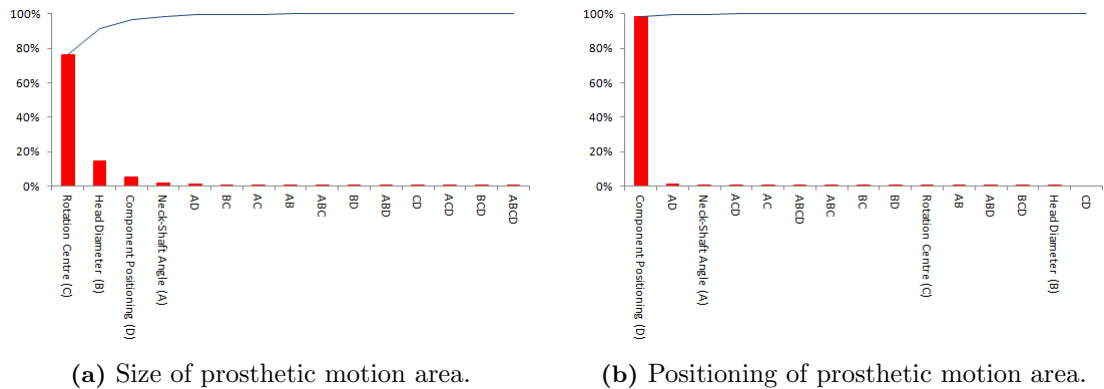 100%
80%
60%
40%
20%
0%
Rotation Centre (C)
Head Diameter (B)
Component Positioning (D)
Neck-Shaft Angle (A)
AD
BC
AC
AB
ABC
BD
ABD
CD
ACD
BCD
ABCD
(a) Size of prosthetic motion area.
100%
80%
60%
40%
20%
0%
Component Positioning (D)
AD
Neck-Shaft Angle (A)
ACD
AC
ABCD
ABC
BC
BD
Rotation Centre (C)
AB
ABD
BCD
Head Diameter (B)
CD
(b) Positioning of prosthetic motion area.